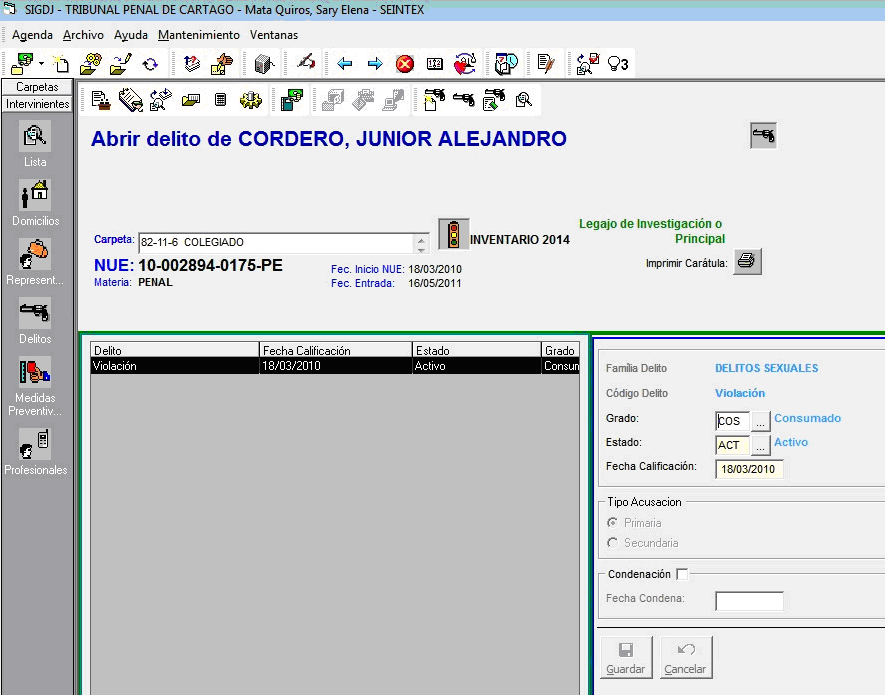 SIGDJ - TRIBUNAL PENAL DE CARTAGO - Mata Quiros, Sary Elena - SEINTEX
Agenda Archivo Ayuda Mantenimiento Ventanas
3
Carpetas
Intervinientes
Lista
Domicilios
Represent...
Delitos
Medidas
Preventiv...
Profesionales
Abrir delito de CORDERO, JUNIOR ALEJANDRO
Legajo de Investigación o
Principal
Carpeta: 82-11-6 COLEGIADO
INVENTARIO 2014
NUE: 10-002894-0175-PE
Fec. Inicio NUE: 18/03/2010
Imprimir Carátula:
Materia: PENAL
Fec. Entrada: 16/05/2011
Delito Fecha Calificación Estado Grado
Violación 18/03/2010 Activo Consun
Familia Delito DELITOS SEXUALES
Código Delito Violación
Grado: COS ... Consumado
Estado: ACT ... Activo
Fecha Calificación: 18/03/2010
Tipo Acusacion
Primaria
Secundaria
Condenación
Fecha Condena:
Guardar Cancelar